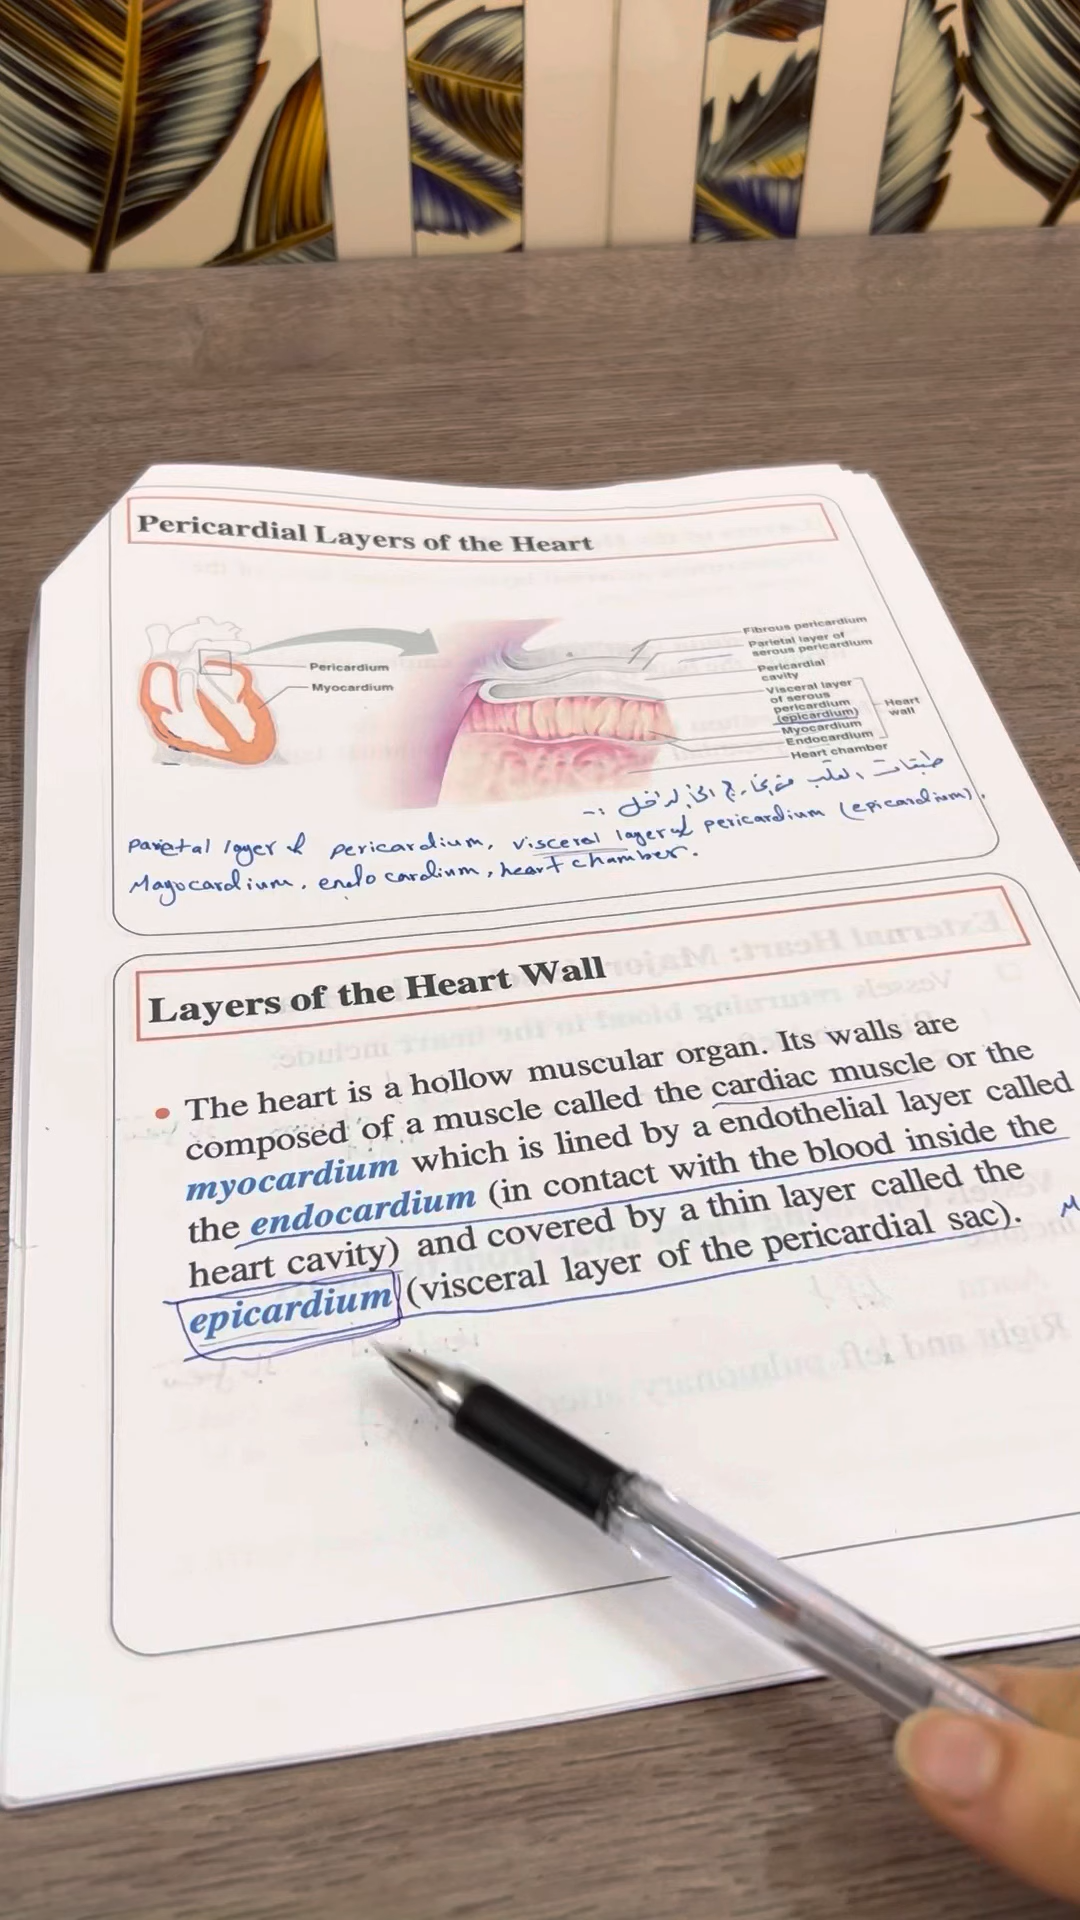 Pericardial Layers of the Heart
Pericardium
Myocardium
Fibrous pericardium
Parietal layer of
serous pericardium
Pericardial
cavity
Visceral layer
of serous
pericardium
(epicardium)
Myocardium
Endocardium
Heart chamber
Heart
wall
طبقات القلب من الخارج الى الداخل :-
Parietal layer of pericardium, visceral layer of pericardium (epicardium),
Mayocardium, endocardium, heart chamber.
Layers of the Heart Wall
• The heart is a hollow muscular organ. Its walls are
composed of a muscle called the cardiac muscle or the
myocardium which is lined by a endothelial layer called
the endocardium (in contact with the blood inside the
heart cavity) and covered by a thin layer called the
epicardium (visceral layer of the pericardial sac).